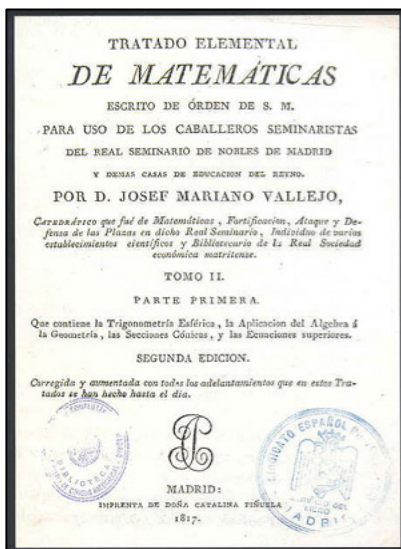 TRATADO ELEMENTAL
DE MATEMÁTICAS
ESCRITO DE ÓRDEN DE S. M.
PARA USO DE LOS CABALLEROS SEMINARISTAS
DEL REAL SEMINARIO DE NOBLES DE MADRID
Y DEMAS CASAS DE EDUCACION DEL REYNO.
POR D. JOSEF MARIANO VALLEJO,
Catedrático que fué de Matemáticas, Fortificacion, Ataque y De-
fensa de las Plazas en dicho Real Seminario, Individuo de varios
establecimientos científicos y Bibliotecario de la Real Sociedad
económica matritense.
TOMO II.
PARTE PRIMERA.
Que contiene la Trigonometría Esférica, la Aplicacion del Algebra á
la Geometría, las Secciones Cónicas, y las Ecuaciones superiores.
SEGUNDA EDICION.
Corregida y aumentada con todos los adelantamientos que en estos Tra-
tados se han hecho hasta el dia.
BIBLIOTECA
ESPAÑOL
MADRID:
IMPRENTA DE DOÑA CATALINA PIÑUELA
1817.